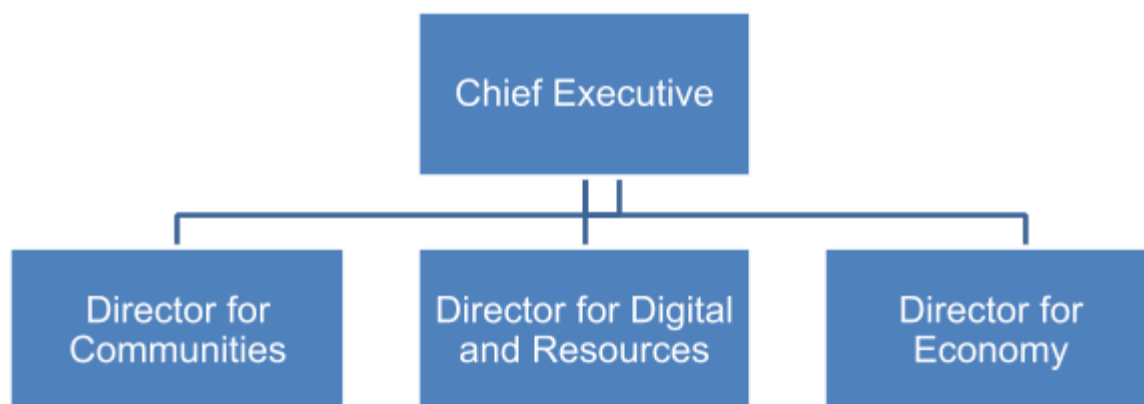 Chief Executive
Director for
Communities
Director for Digital
and Resources
Director for
Economy